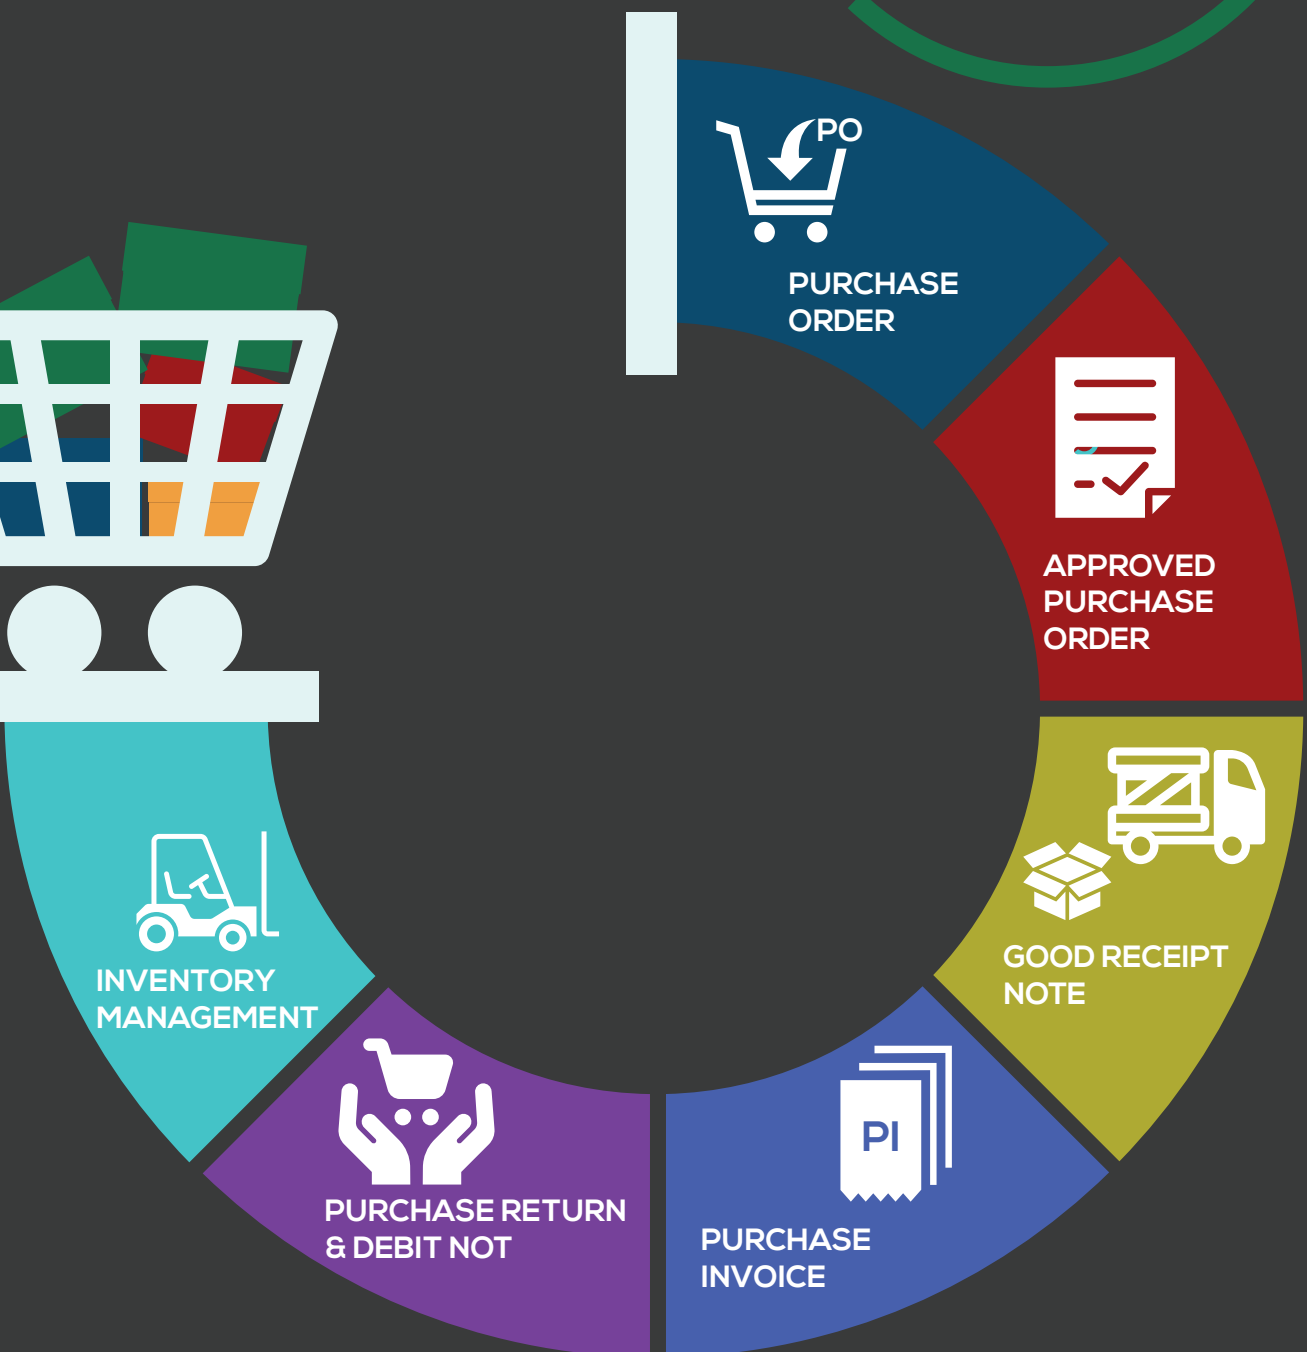 PO
PURCHASE
ORDER
APPROVED
PURCHASE
ORDER
GOOD RECEIPT
NOTE
PI
PURCHASE
INVOICE
PURCHASE RETURN
& DEBIT NOT
INVENTORY
MANAGEMENT